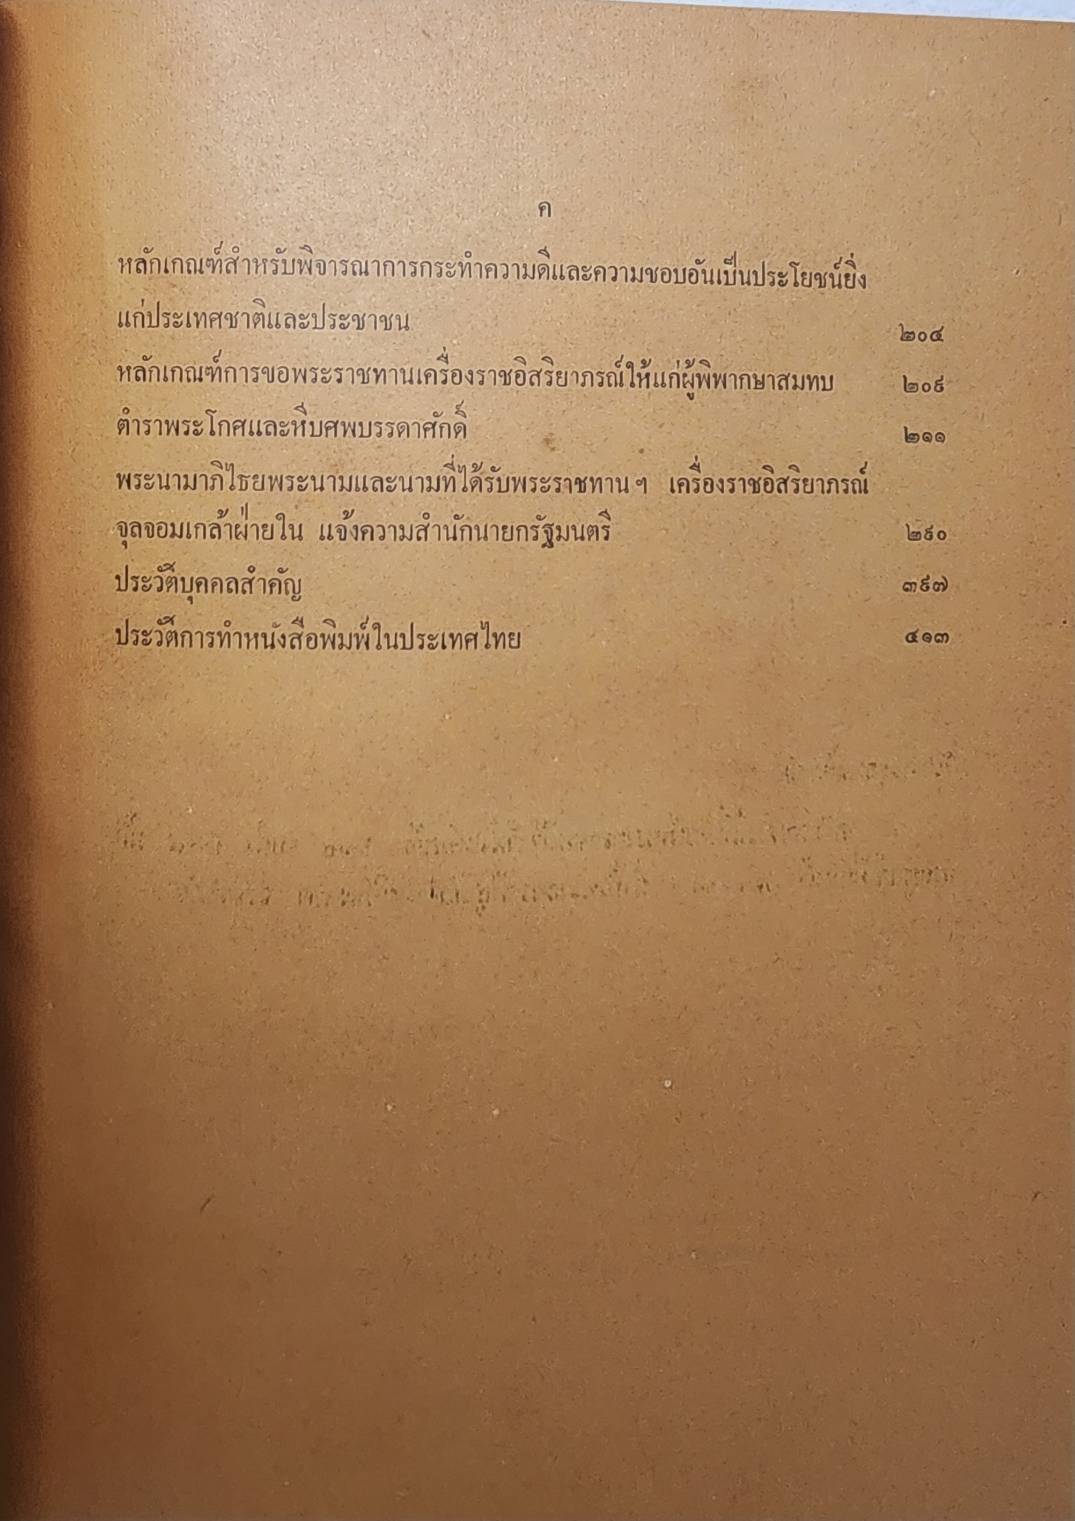 ค
หลักเกณฑ์สำหรับพิจารณาการกระทำความดีและความชอบอันเป็นประโยชน์ยิ่ง
แก่ประเทศชาติและประชาชน ๒๐๔
หลักเกณฑ์การขอพระราชทานเครื่องราชอิสริยาภรณ์ให้แก่ผู้พิพากษาสมทบ ๒๐๙
ตำราพระโกศและหีบศพบรรดาศักดิ์ ๒๑๑
พระนามาภิไธยพระนามและนามที่ได้รับพระราชทาน ฯ เครื่องราชอิสริยาภรณ์
จุลจอมเกล้าฝ่ายใน แจ้งความสำนักนายกรัฐมนตรี ๒๙๐
ประวัติบุคคลสำคัญ ๓๙๗
ประวัติการทำหนังสือพิมพ์ในประเทศไทย ๔๑๓